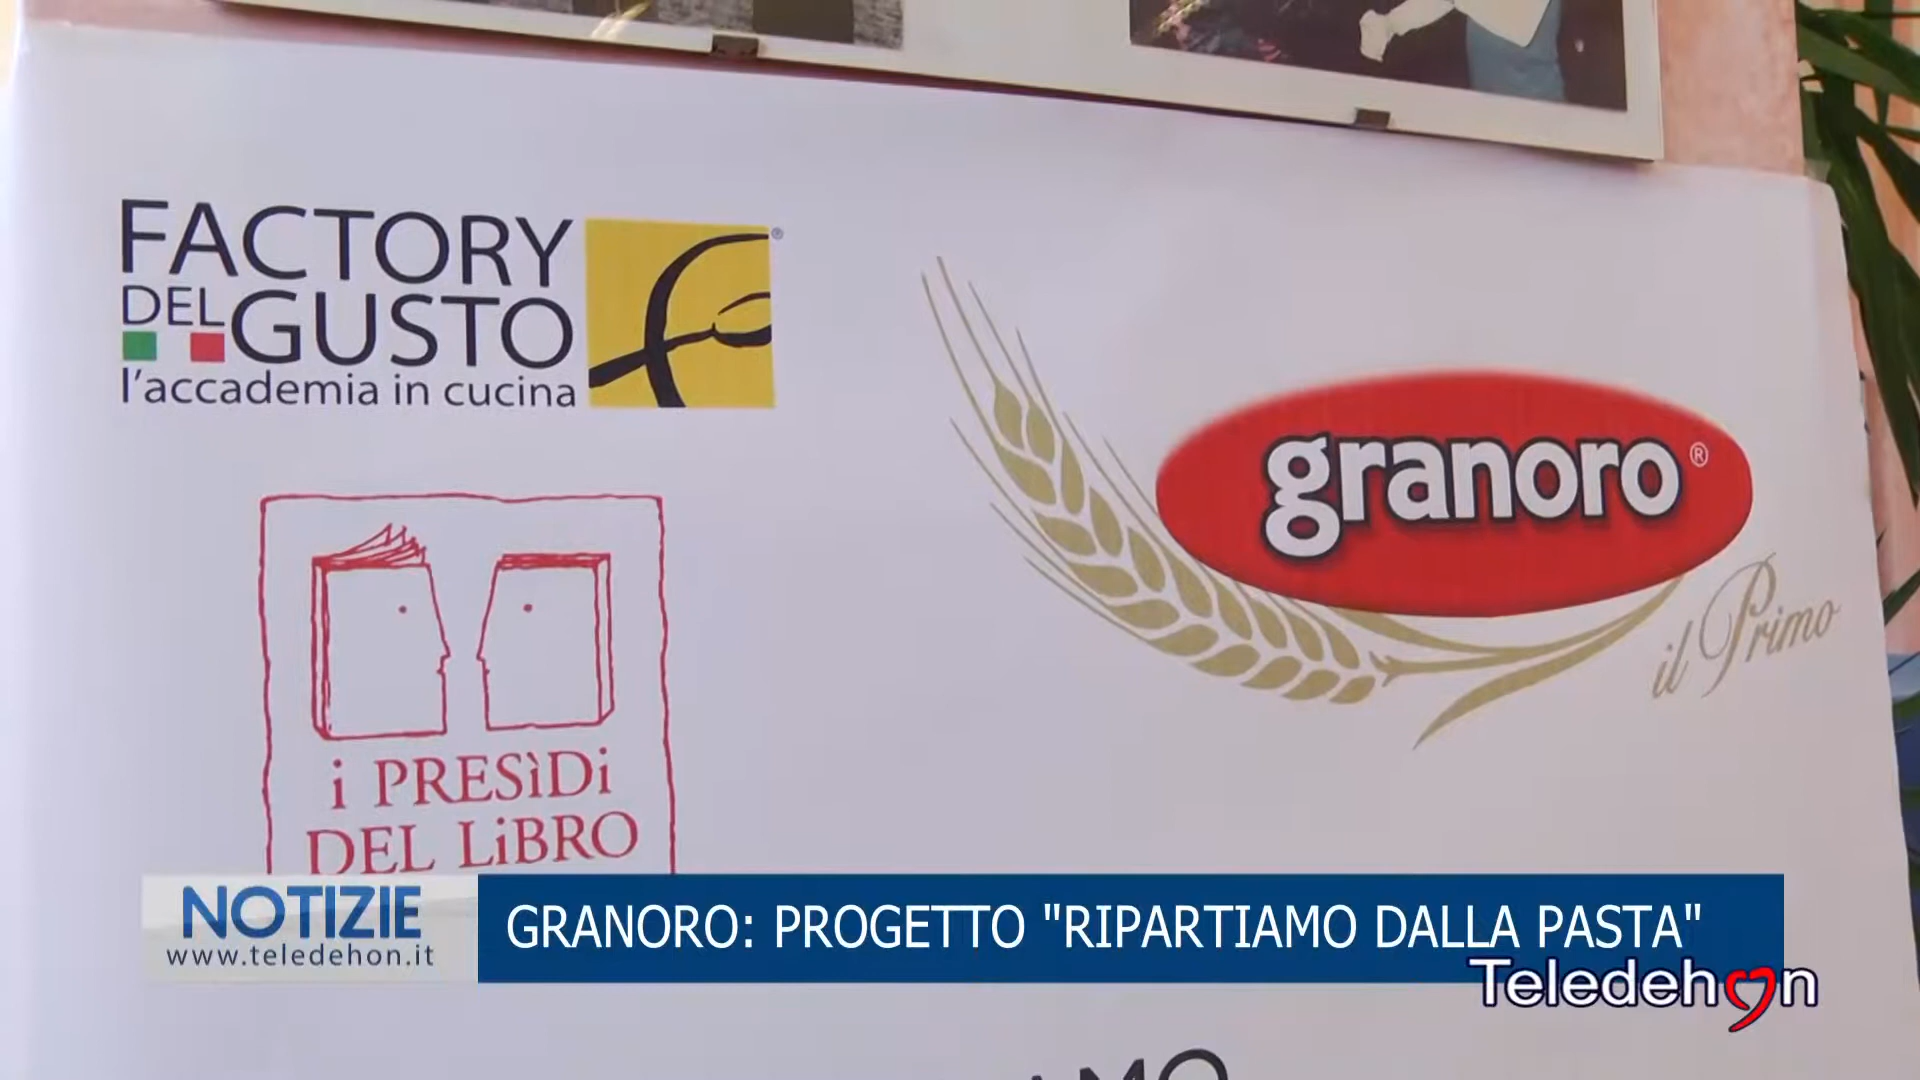 FACTORY
DEL GUSTO
l'accademia in cucina
®
granoro®
il Primo
i PRESìDi
DEL LiBRO
NOTIZIE
www.teledehon.it
GRANORO: PROGETTO "RIPARTIAMO DALLA PASTA"
Teledehon